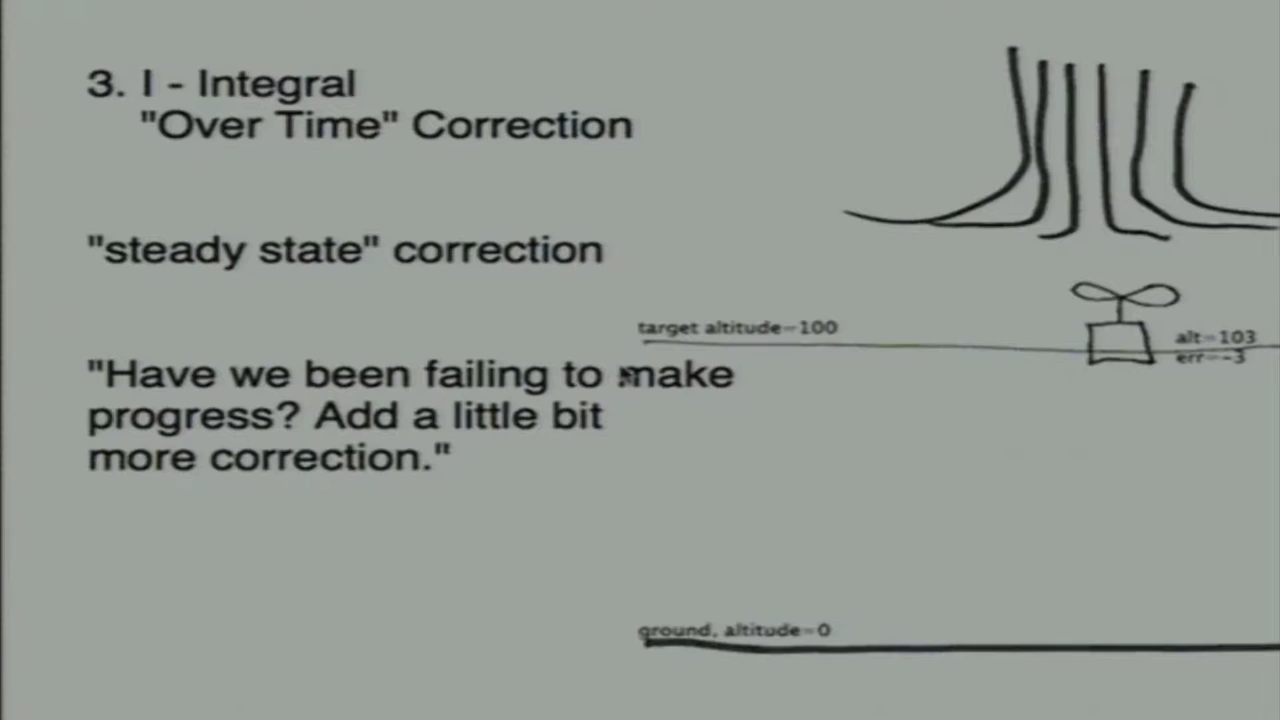 3. I - Integral
"Over Time" Correction
"steady state" correction
"Have we been failing to make
progress? Add a little bit
more correction."
target altitude=100
alt=103
err=-3
ground, altitude=0